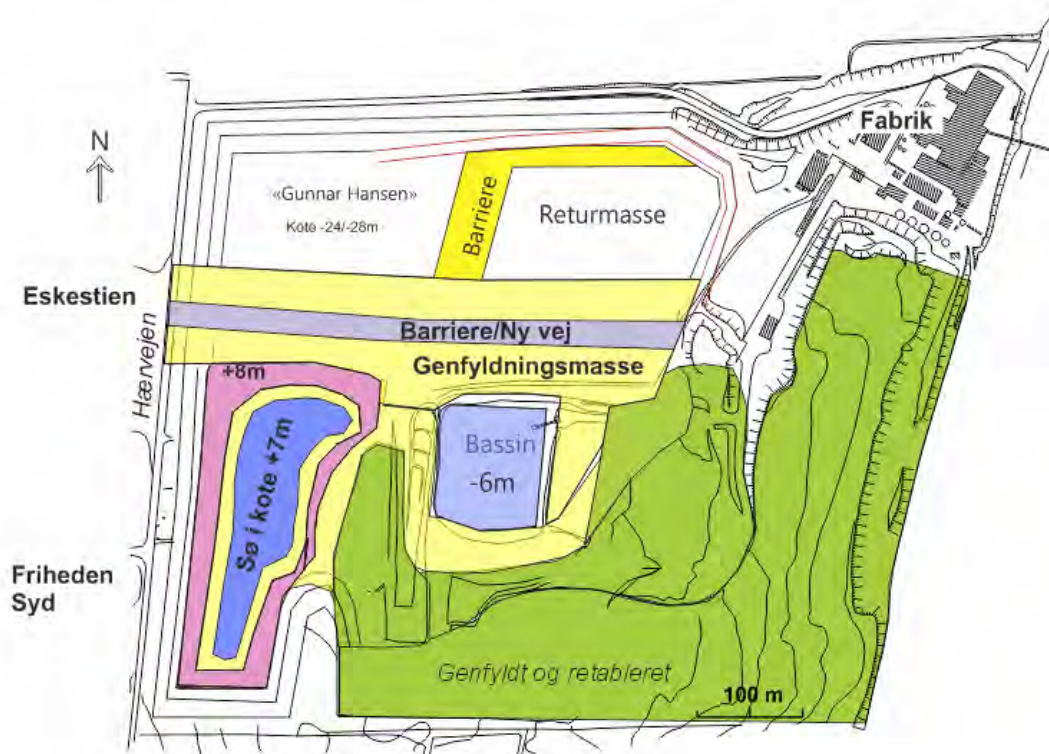 Fabrik
N
«Gunnar Hansen»
Kote -24/-28m
Barriere
Returmasse
Eskestien
Hærvejen
Barriere/Ny vej
Genfyldningsmasse
+8m
Sø i kote +7m
Bassin
-6m
Friheden
Syd
Genfyldt og retableret
100 m